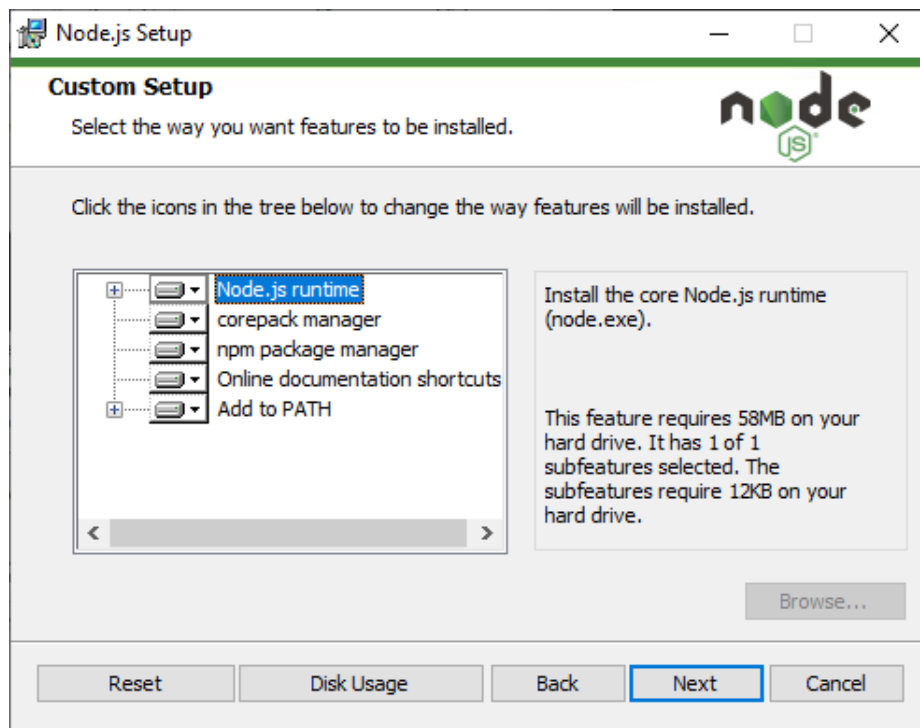 Node.js Setup
Custom Setup
Select the way you want features to be installed.
node
JS
Click the icons in the tree below to change the way features will be installed.
Node.js runtime
corepack manager
npm package manager
Online documentation shortcuts
Add to PATH
Install the core Node.js runtime
(node.exe).
This feature requires 58MB on your
hard drive. It has 1 of 1
subfeatures selected. The
subfeatures require 12KB on your
hard drive.
Browse...
Reset
Disk Usage
Back
Next
Cancel